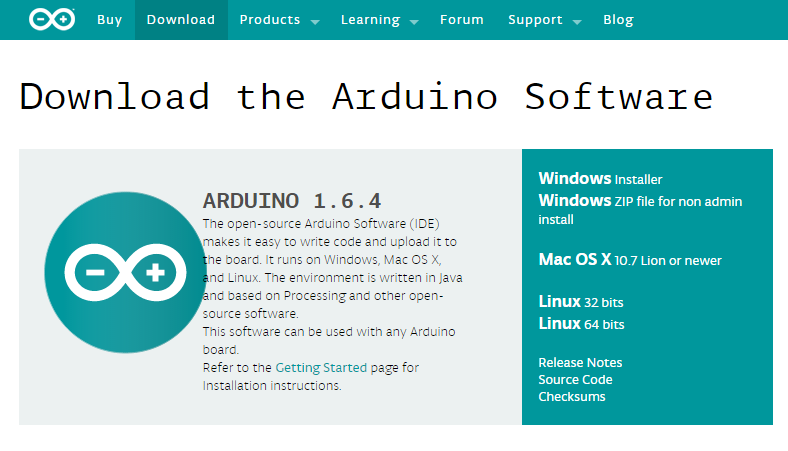 Buy Download Products Learning Forum Support Blog
Download the Arduino Software
ARDUINO 1.6.4
The open-source Arduino Software (IDE)
makes it easy to write code and upload it to
the board. It runs on Windows, Mac OS X,
and Linux. The environment is written in Java
and based on Processing and other open-
source software.
This software can be used with any Arduino
board.
Refer to the Getting Started page for
Installation instructions.
Windows Installer
Windows ZIP file for non admin
install
Mac OS X 10.7 Lion or newer
Linux 32 bits
Linux 64 bits
Release Notes
Source Code
Checksums